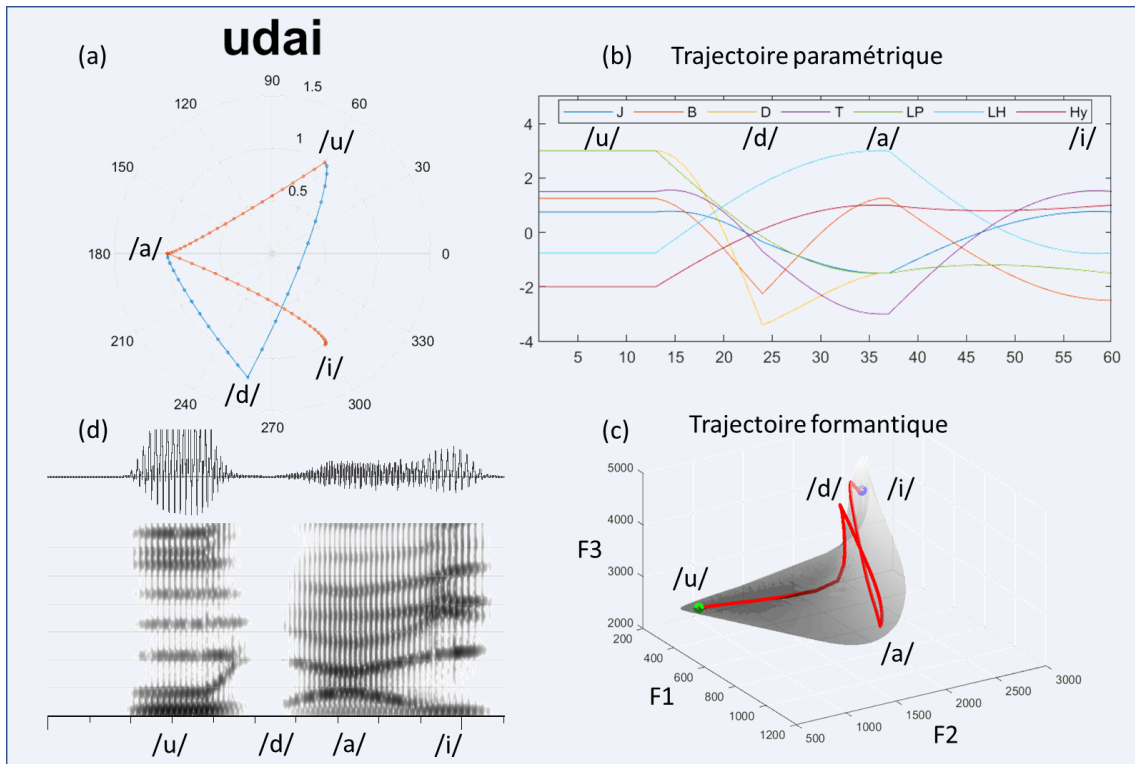 udai
(a)
90
1.5
120
60
/u/
1
150
30
0.5
/a/
180
0
210
330
/i/
/d/
240
300
270
(b) Trajectoire paramétrique
J B D T LP LH Hy
/u/ /d/ /a/ /i/
4
2
0
-2
-4
5 10 15 20 25 30 35 40 45 50 55 60
(d)
/u/ /d/ /a/ /i/
(c) Trajectoire formantique
5000
/d/ /i/
4000
F3
3000
/u/
2000
200
/a/
400
600
F1
800
1000
1200
3000
2500
2000
1500
F2
1000
500